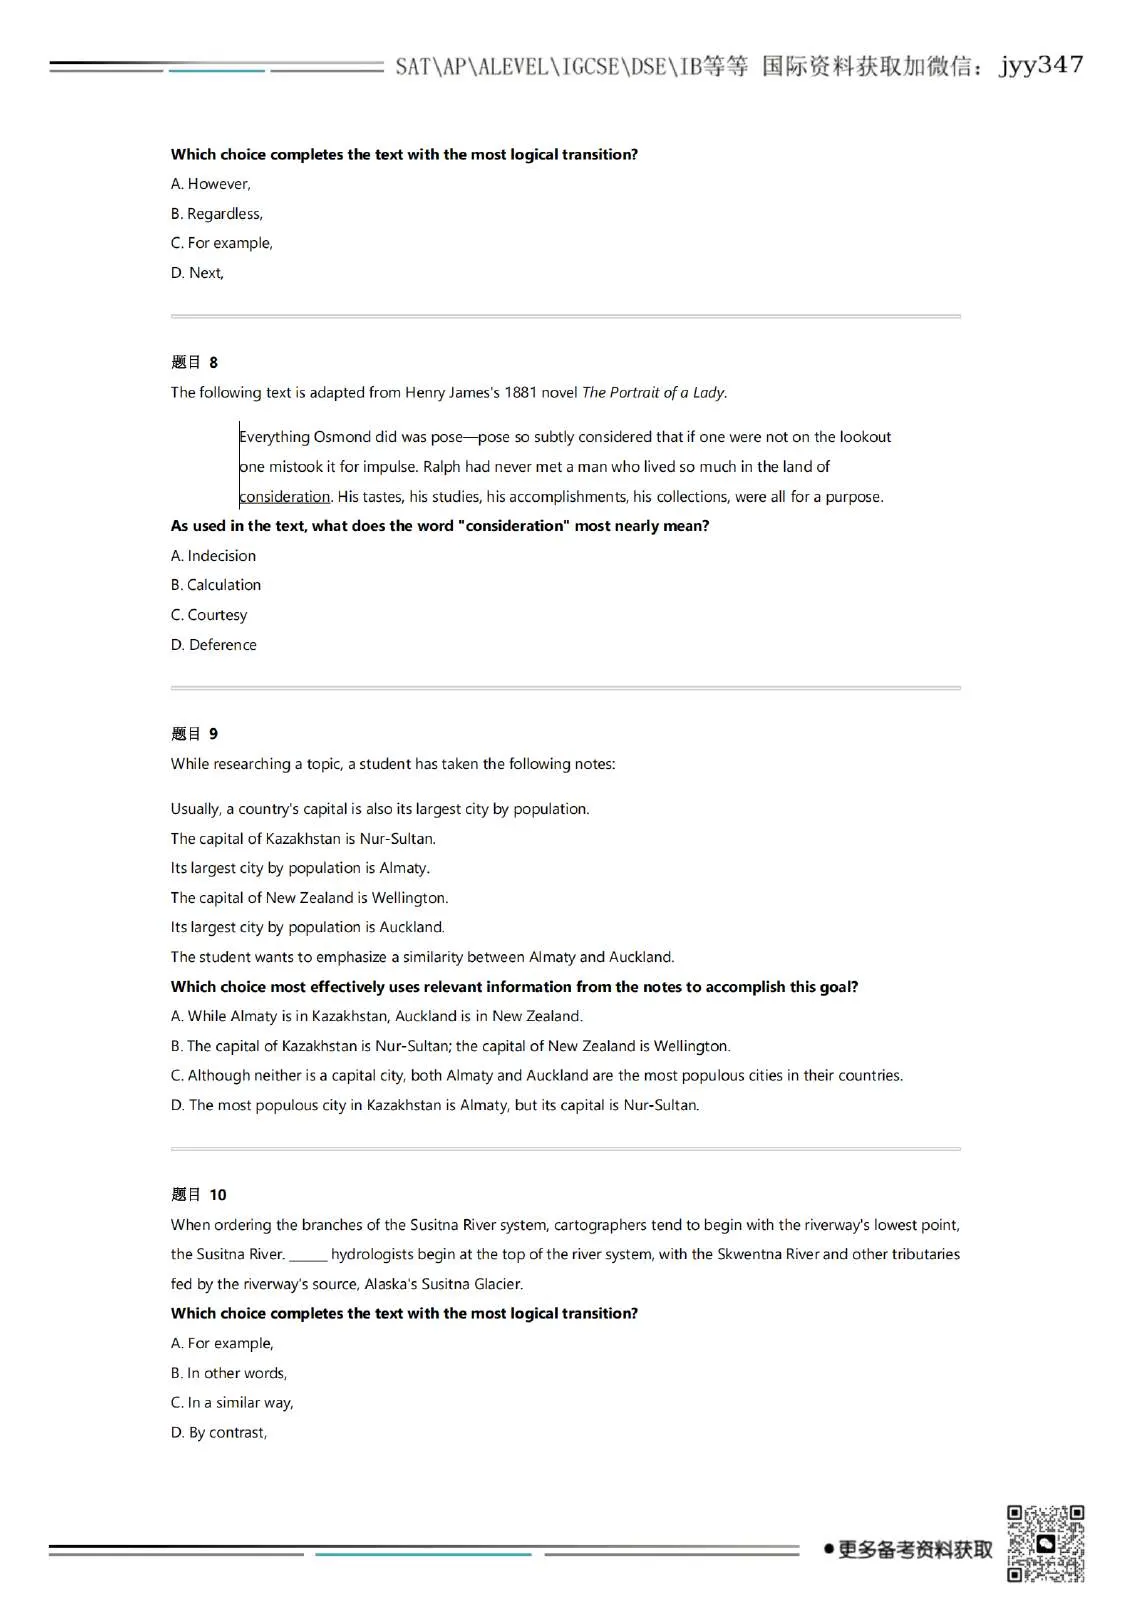 SAT\AP\ALEVEL\IGCSE\DSE\IB等等 国际资料获取加微信: jyy347
Which choice completes the text with the most logical transition?
A. However,
B. Regardless,
C. For example,
D. Next,
题目 8
The following text is adapted from Henry James's 1881 novel The Portrait of a Lady.
Everything Osmond did was pose—pose so subtly considered that if one were not on the lookout
one mistook it for impulse. Ralph had never met a man who lived so much in the land of
consideration. His tastes, his studies, his accomplishments, his collections, were all for a purpose.
As used in the text, what does the word "consideration" most nearly mean?
A. Indecision
B. Calculation
C. Courtesy
D. Deference
题目 9
While researching a topic, a student has taken the following notes:
Usually, a country's capital is also its largest city by population.
The capital of Kazakhstan is Nur-Sultan.
Its largest city by population is Almaty.
The capital of New Zealand is Wellington.
Its largest city by population is Auckland.
The student wants to emphasize a similarity between Almaty and Auckland.
Which choice most effectively uses relevant information from the notes to accomplish this goal?
A. While Almaty is in Kazakhstan, Auckland is in New Zealand.
B. The capital of Kazakhstan is Nur-Sultan; the capital of New Zealand is Wellington.
C. Although neither is a capital city, both Almaty and Auckland are the most populous cities in their countries.
D. The most populous city in Kazakhstan is Almaty, but its capital is Nur-Sultan.
题目 10
When ordering the branches of the Susitna River system, cartographers tend to begin with the riverway's lowest point,
the Susitna River. _____ hydrologists begin at the top of the river system, with the Skwentna River and other tributaries
fed by the riverway's source, Alaska's Susitna Glacier.
Which choice completes the text with the most logical transition?
A. For example,
B. In other words,
C. In a similar way,
D. By contrast,
●更多备考资料获取